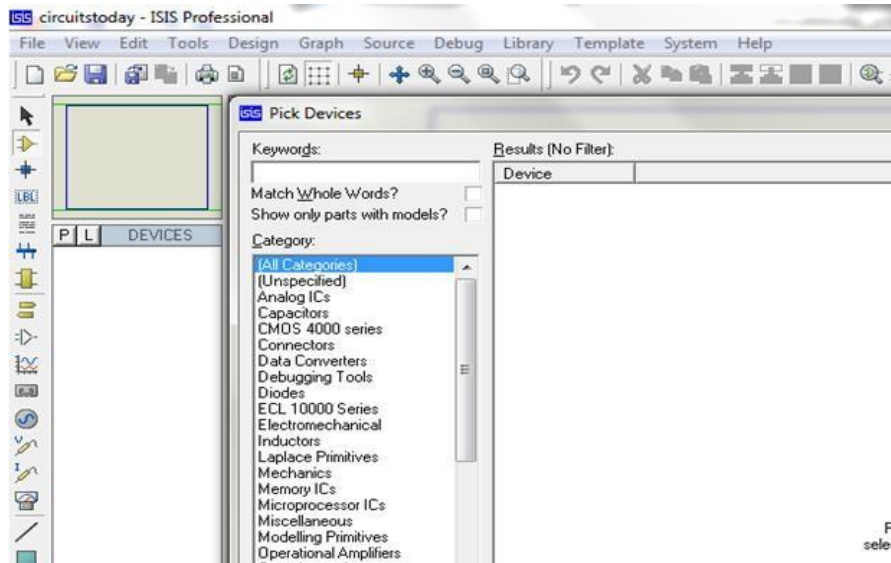 isis circuitstoday - ISIS Professional
File View Edit Tools Design Graph Source Debug Library Template System Help
isis Pick Devices
Keywords:
Results (No Filter):
Device
Match Whole Words?
Show only parts with models?
LBL
P L DEVICES
Category:
(All Categories)
(Unspecified)
Analog ICs
Capacitors
CMOS 4000 series
Connectors
Data Converters
Debugging Tools
Diodes
ECL 10000 Series
Electromechanical
Inductors
Laplace Primitives
Mechanics
Memory ICs
Microprocessor ICs
Miscellaneous
Modelling Primitives
Operational Amplifiers